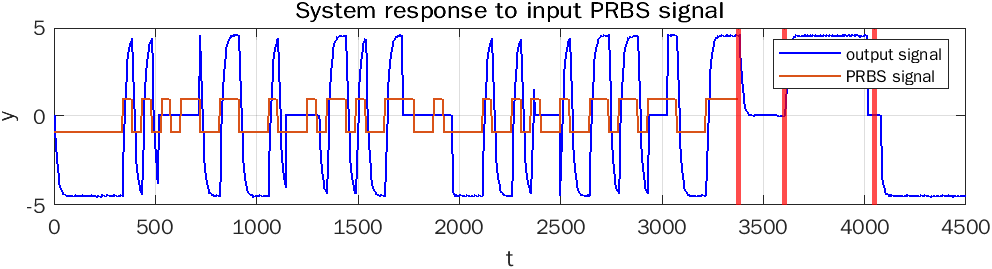 System response to input PRBS signal
y
5
0
-5
output signal
PRBS signal
0 500 1000 1500 2000 2500 3000 3500 4000 4500
t